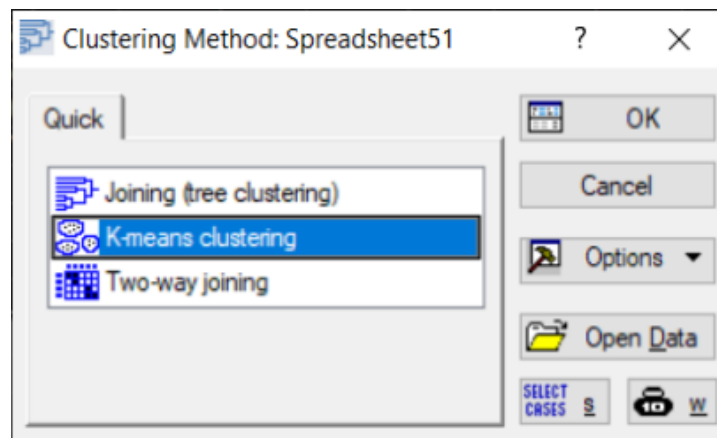 Clustering Method: Spreadsheet51 ?
Quick
Joining (tree clustering)
K-means clustering
Two-way joining
OK
Cancel
Options
Open Data
SELECT CASES S
10 W